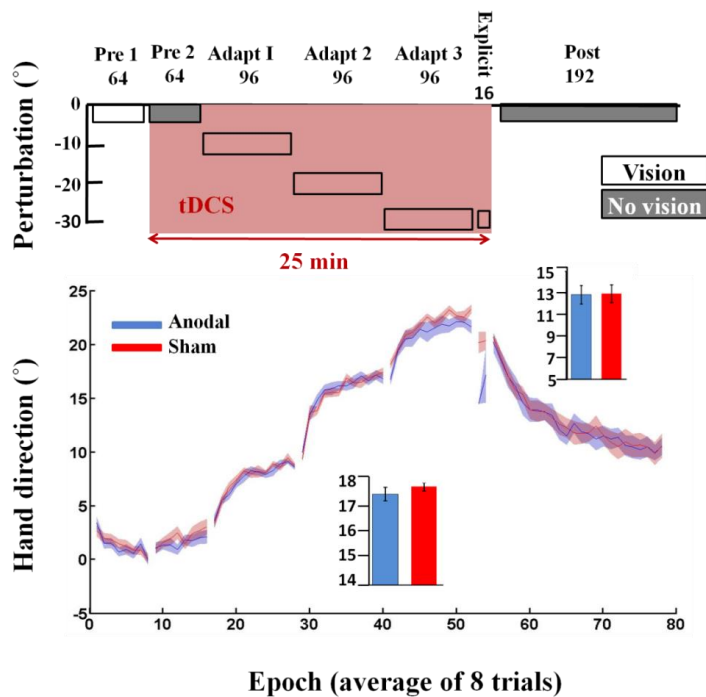 Pre 1 Pre 2 Adapt I Adapt 2 Adapt 3 Explicit Post
64 64 96 96 96 16 192
Perturbation (°)
0
-10
-20
-30
tDCS
25 min
Vision
No vision
Hand direction (°)
25
20
15
10
5
0
-5
Anodal
Sham
15
13
11
9
7
5
18
17
16
15
14
0 10 20 30 40 50 60 70 80
Epoch (average of 8 trials)